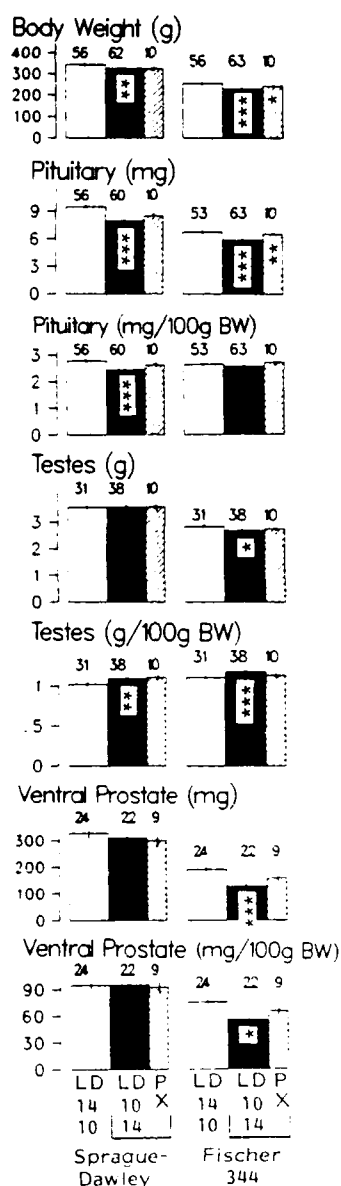 Body Weight (g)
400 56 62 10 56 63 10
300
200
100
0
** *** *
Pituitary (mg)
56 60 10 53 63 10
9
6
3
0
*** *** **
Pituitary (mg/100g BW)
56 60 10 53 63 10
3
2
1
0
***
Testes (g)
31 38 10 31 38 10
3
2
1
0
*
Testes (g/100g BW)
31 38 10 31 38 10
1
.5
0
** ***
Ventral Prostate (mg)
24 22 9 24 22 9
300
200
100
0
***
Ventral Prostate (mg/100g BW)
24 22 9 24 22 9
90
60
30
0
*
LD LD P LD LD P
14 10 X 14 10 X
10 14 10 14
Sprague- Fischer
Dawley 344